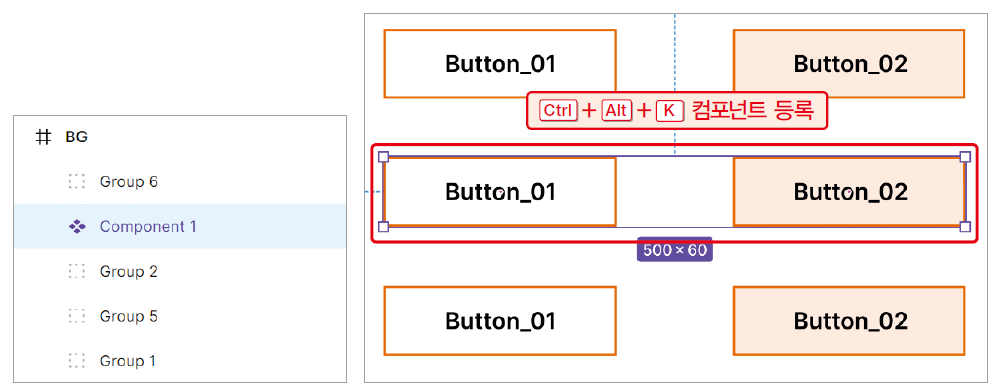 BG
Group 6
Component 1
Group 2
Group 5
Group 1
Button_01 Button_02
Ctrl + Alt + K 컴포넌트 등록
Button_01 Button_02
500 × 60
Button_01 Button_02